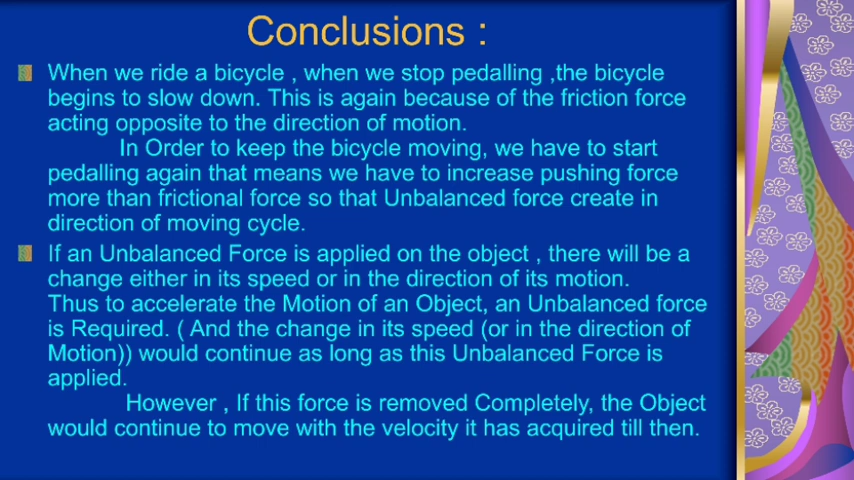 Conclusions :
When we ride a bicycle , when we stop pedalling ,the bicycle
begins to slow down. This is again because of the friction force
acting opposite to the direction of motion.
In Order to keep the bicycle moving, we have to start
pedalling again that means we have to increase pushing force
more than frictional force so that Unbalanced force create in
direction of moving cycle.
If an Unbalanced Force is applied on the object , there will be a
change either in its speed or in the direction of its motion.
Thus to accelerate the Motion of an Object, an Unbalanced force
is Required. ( And the change in its speed (or in the direction of
Motion)) would continue as long as this Unbalanced Force is
applied.
However , If this force is removed Completely, the Object
would continue to move with the velocity it has acquired till then.